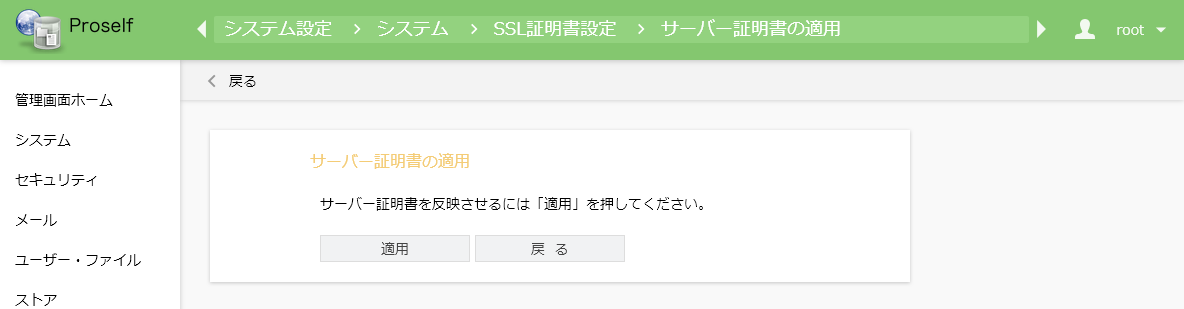 Proself
システム設定 > システム > SSL証明書設定 > サーバー証明書の適用
root
戻る
管理画面ホーム
システム
セキュリティ
メール
ユーザー・ファイル
ストア
サーバー証明書の適用
サーバー証明書を反映させるには「適用」を押してください。
適用 戻 る